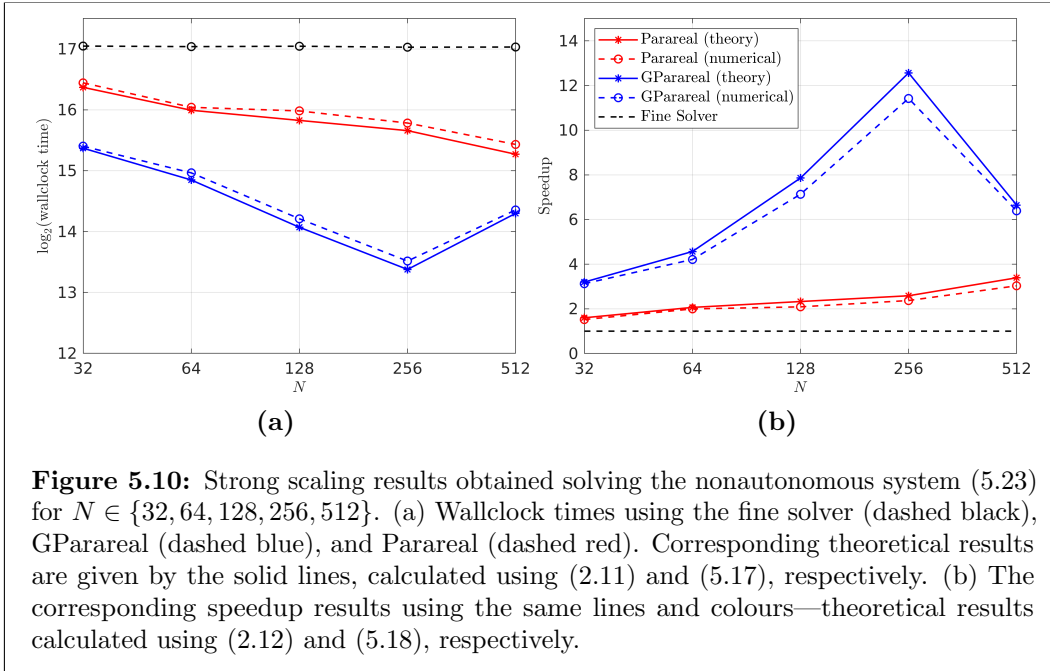 17
16
15
14
13
12
32
64
128
256
512
N
log₂(wallclock time)
(a)
14
12
10
8
6
4
2
0
32
64
128
256
512
N
Speedup
Parareal (theory)
Parareal (numerical)
GParareal (theory)
GParareal (numerical)
Fine Solver
(b)
Figure 5.10: Strong scaling results obtained solving the nonautonomous system (5.23)
for N ∈ {32, 64, 128, 256, 512}. (a) Wallclock times using the fine solver (dashed black),
GParareal (dashed blue), and Parareal (dashed red). Corresponding theoretical results
are given by the solid lines, calculated using (2.11) and (5.17), respectively. (b) The
corresponding speedup results using the same lines and colours—theoretical results
calculated using (2.12) and (5.18), respectively.